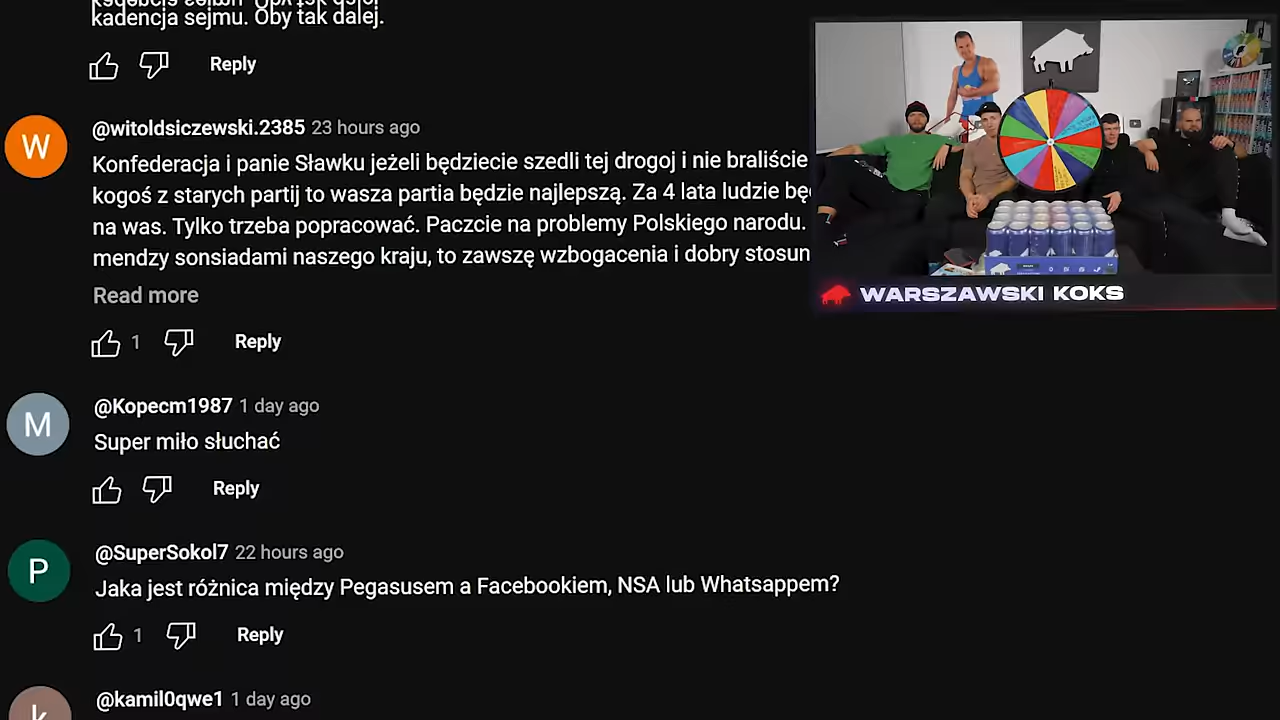 kadencja sejmu. Oby tak dalej.
Reply
W
@witoldsiczewski.2385 23 hours ago
Konfederacja i panie Sławku jeżeli będziecie szedli tej drogoj i nie braliście
kogoś z starych partij to wasza partia będzie najlepszą. Za 4 lata ludzie
na was. Tylko trzeba popracować. Paczcie na problemy Polskiego narodu.
mendzy sonsiadami naszego kraju, to zawszę wzbogacenia i dobry
Read more
1 Reply
WARSZAWSKI KOKS
M
@Kopecm1987 1 day ago
Super miło słuchać
Reply
P
@SuperSokol7 22 hours ago
Jaka jest różnica między Pegasusem a Facebookiem, NSA lub Whatsappem?
1 Reply
k
@kamil0qwe1 1 day ago